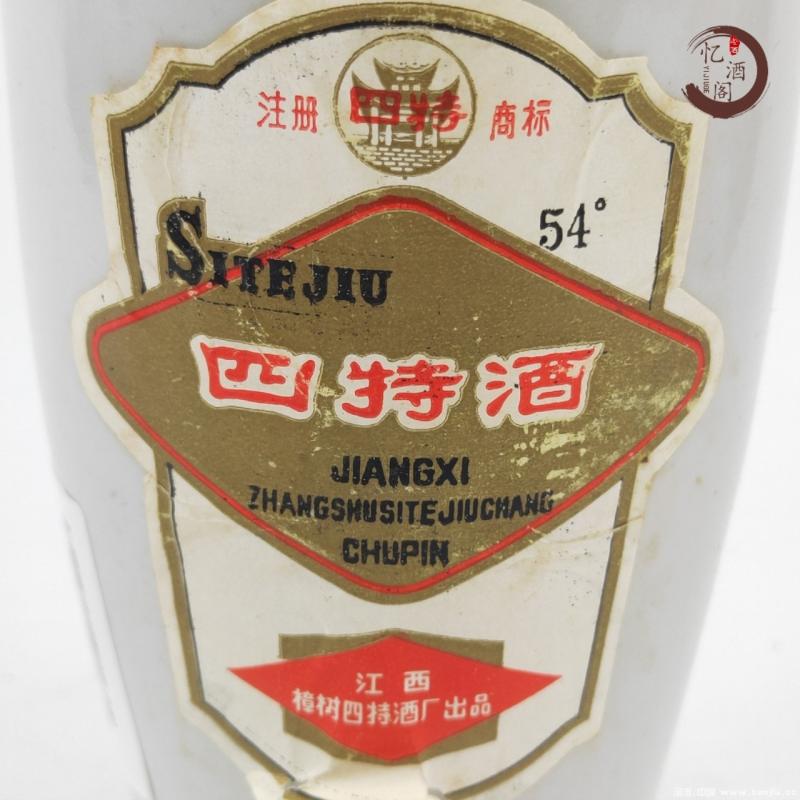 注册 四特 商标
54°
SITEJIU
四特酒
JIANGXI
ZHANGSHUSITEJIUCHANG
CHUPIN
江西
樟树四特酒厂出品
忆酒阁
YIJIUGE